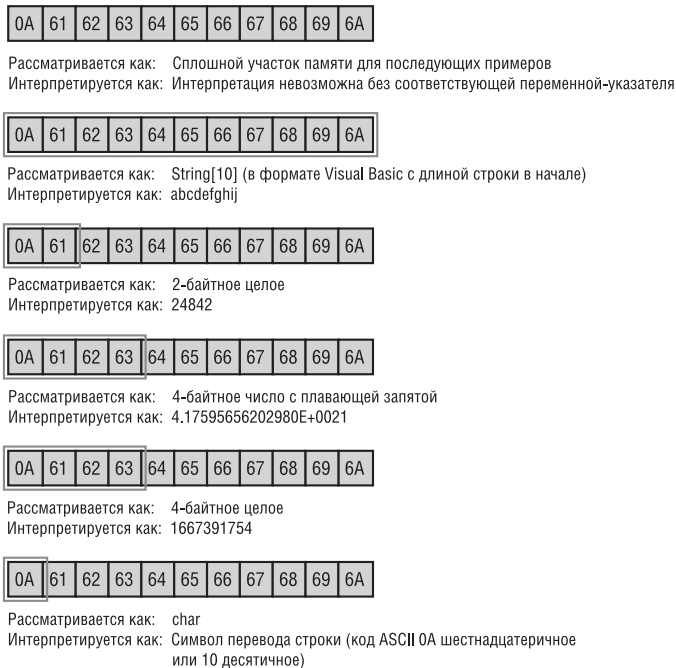 0A 61 62 63 64 65 66 67 68 69 6A
Рассматривается как: Сплошной участок памяти для последующих примеров
Интерпретируется как: Интерпретация невозможна без соответствующей переменной-указателя
0A 61 62 63 64 65 66 67 68 69 6A
Рассматривается как: String[10] (в формате Visual Basic с длиной строки в начале)
Интерпретируется как: abcdefghij
0A 61 62 63 64 65 66 67 68 69 6A
Рассматривается как: 2-байтное целое
Интерпретируется как: 24842
0A 61 62 63 64 65 66 67 68 69 6A
Рассматривается как: 4-байтное число с плавающей запятой
Интерпретируется как: 4.17595656202980E+0021
0A 61 62 63 64 65 66 67 68 69 6A
Рассматривается как: 4-байтное целое
Интерпретируется как: 1667391754
0A 61 62 63 64 65 66 67 68 69 6A
Рассматривается как: char
Интерпретируется как: Символ перевода строки (код ASCII 0A шестнадцатеричное
или 10 десятичное)